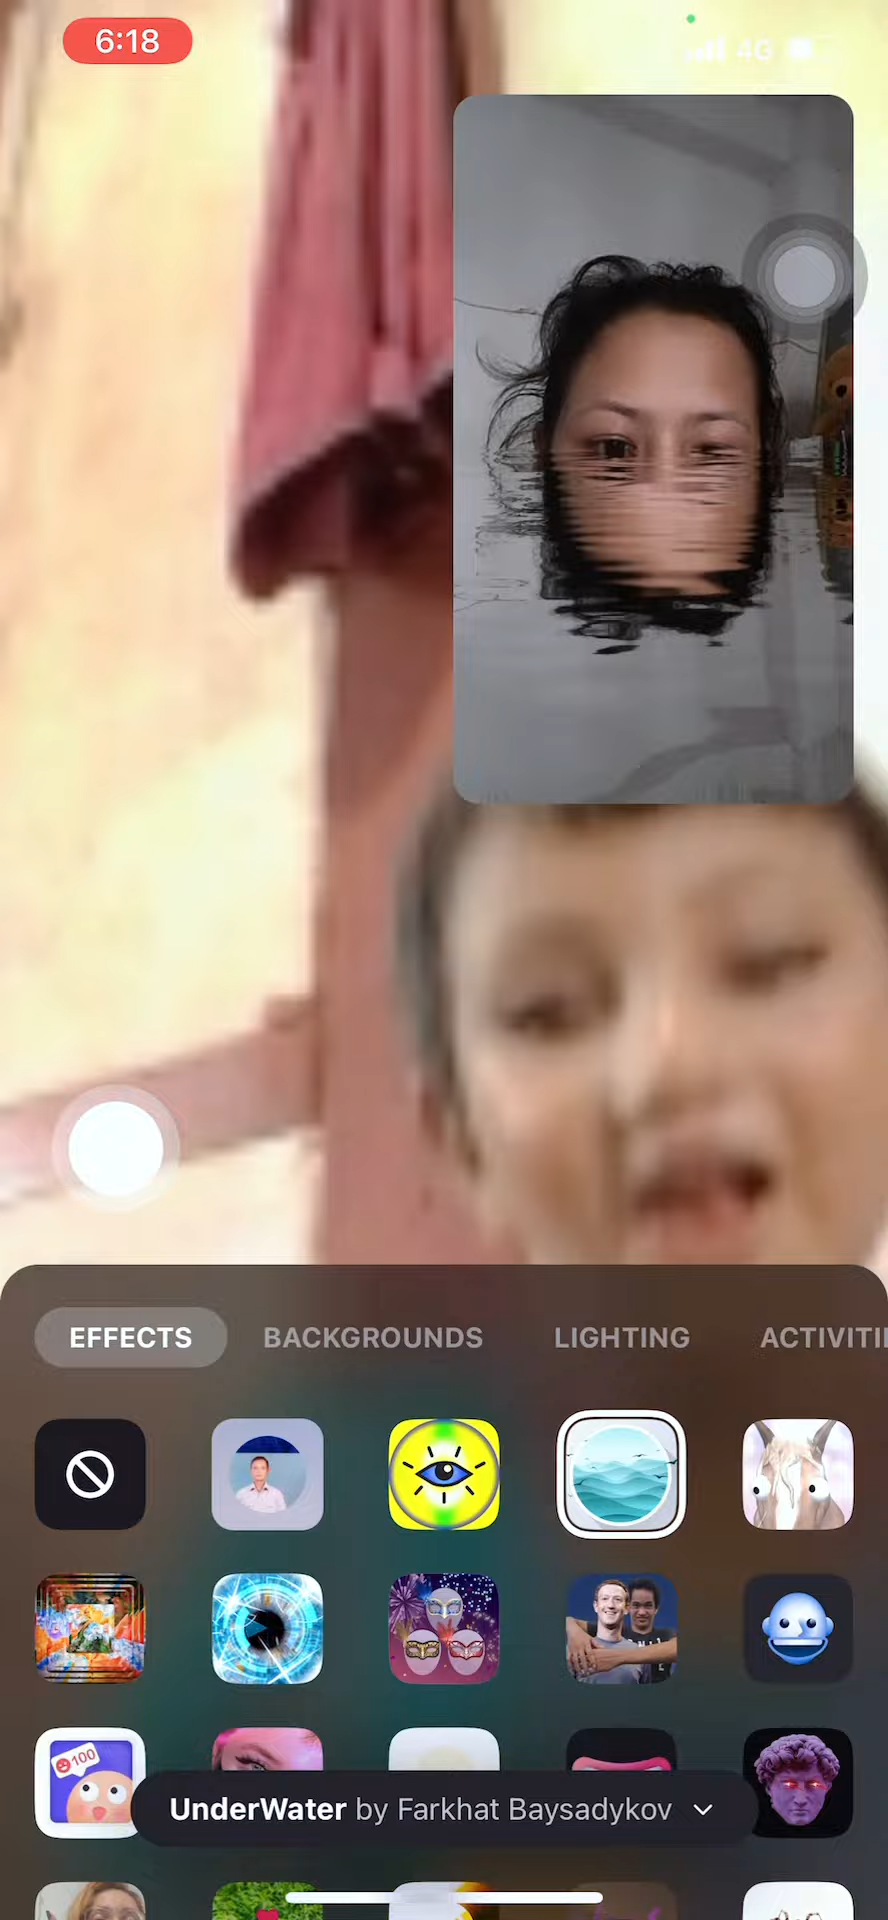 6:18
4G
EFFECTS BACKGROUNDS LIGHTING ACTIVITI
100
UnderWater by Farkhat Baysadykov